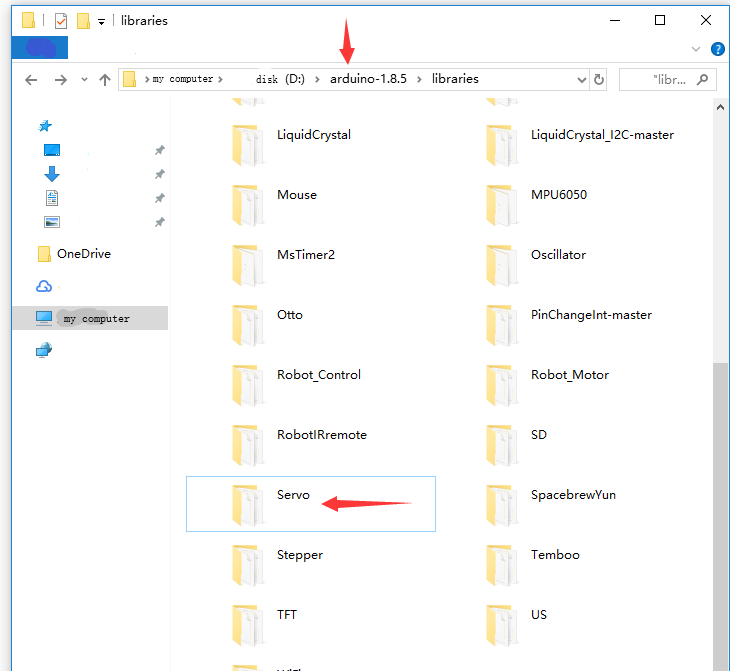 libraries
my computer disk (D:) arduino-1.8.5 libraries "libr...
LiquidCrystal LiquidCrystal_I2C-master
Mouse MPU6050
OneDrive MsTimer2 Oscillator
my computer Otto PinChangeInt-master
Robot_Control Robot_Motor
RobotIRremote SD
Servo SpacebrewYun
Stepper Temboo
TFT US